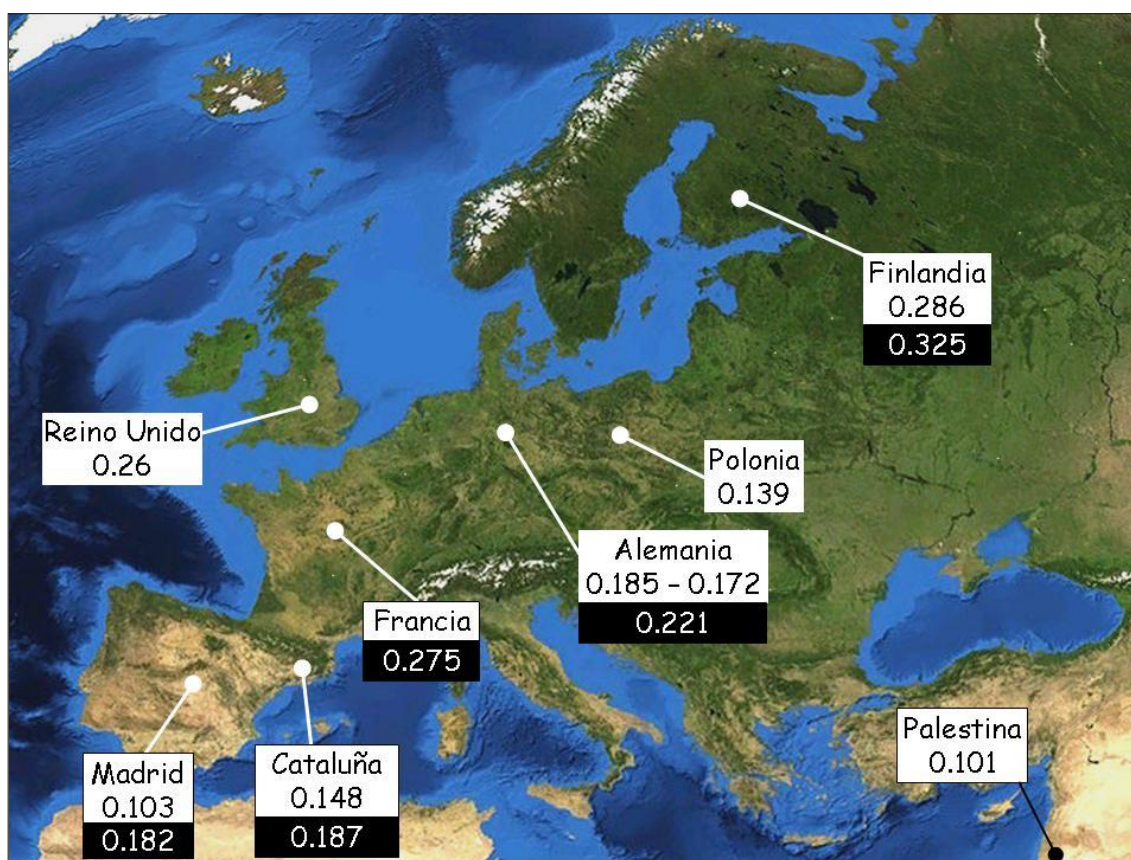 Finlandia
0.286
0.325
Reino Unido
0.26
Polonia
0.139
Alemania
0.185 - 0.172
0.221
Francia
0.275
Palestina
0.101
Madrid
0.103
0.182
Cataluña
0.148
0.187